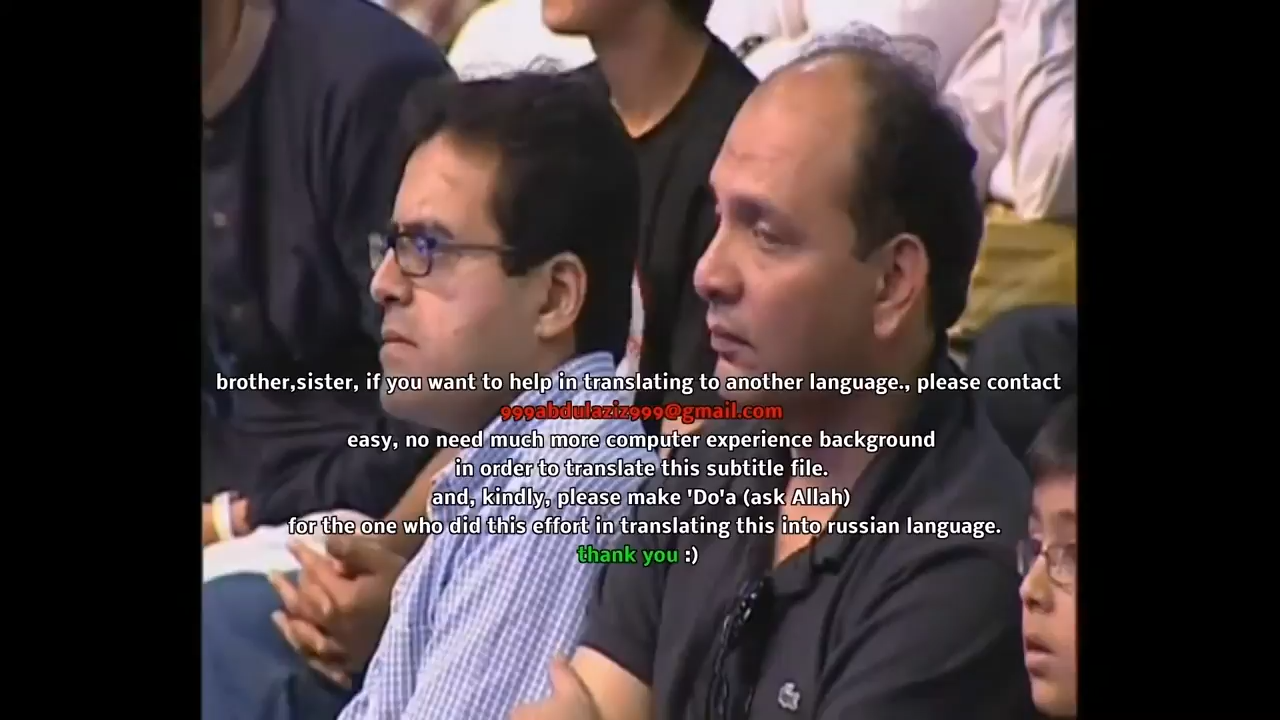 brother,sister, if you want to help in translating to another language., please contact
999abdulaziz999@gmail.com
easy, no need much more computer experience background
in order to translate this subtitle file.
and, kindly, please make 'Do'a (ask Allah)
for the one who did this effort in translating this into russian language.
thank you :)